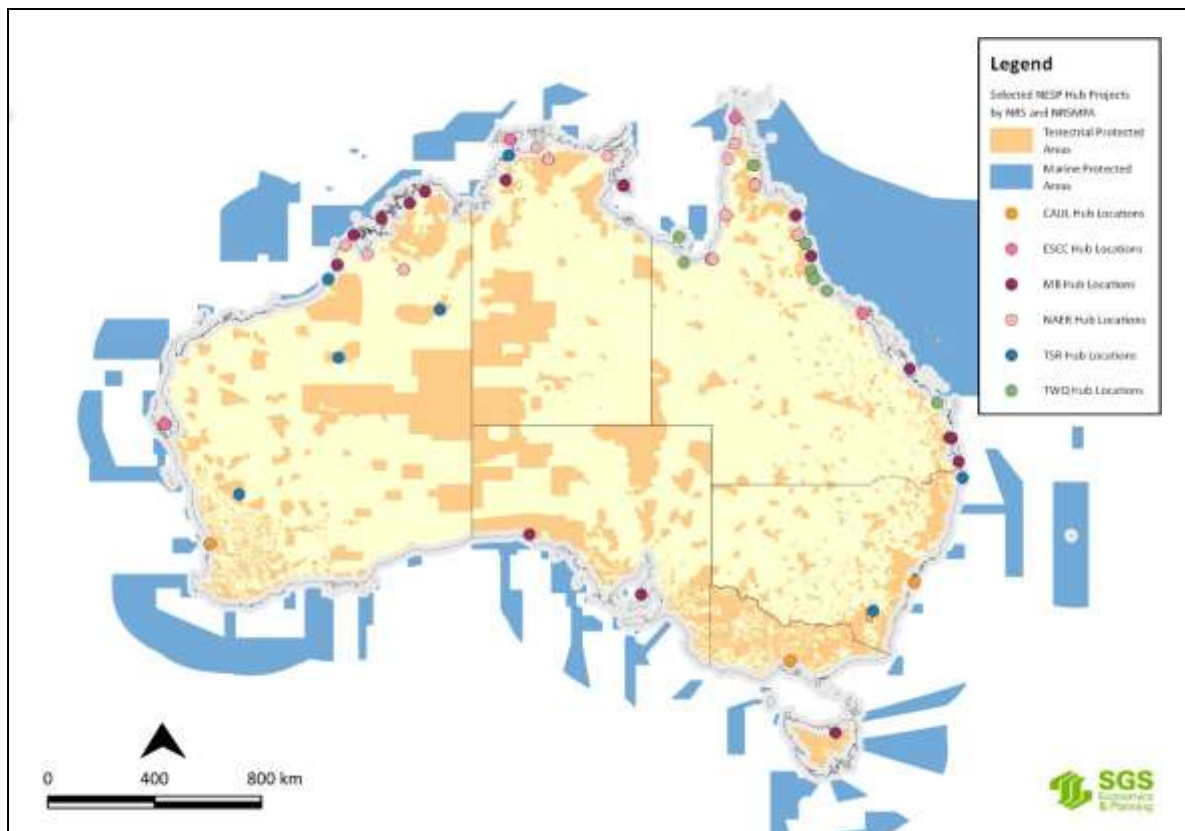 Legend
Selected NESP Hub Projects
by NRS and NRSMPA
Terrestrial Protected
Areas
Marine Protected
Areas
CAUL Hub Locations
ESCC Hub Locations
MB Hub Locations
NAER Hub Locations
TSR Hub Locations
TWQ Hub Locations
0 400 800 km
SGS
Economics
& Planning